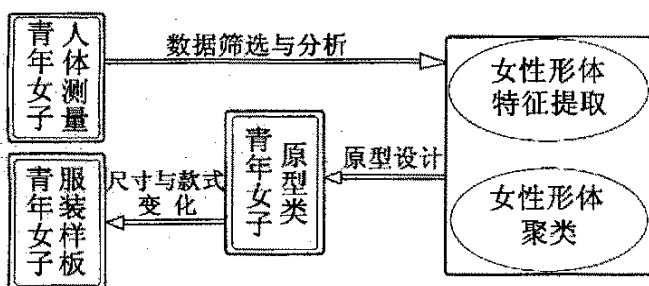 青年女子
人体测量
数据筛选与分析
女性形体
特征提取
女性形体
聚类
原型设计
青年女子
原型类
尺寸与款式
变化
青年女子
服装样板